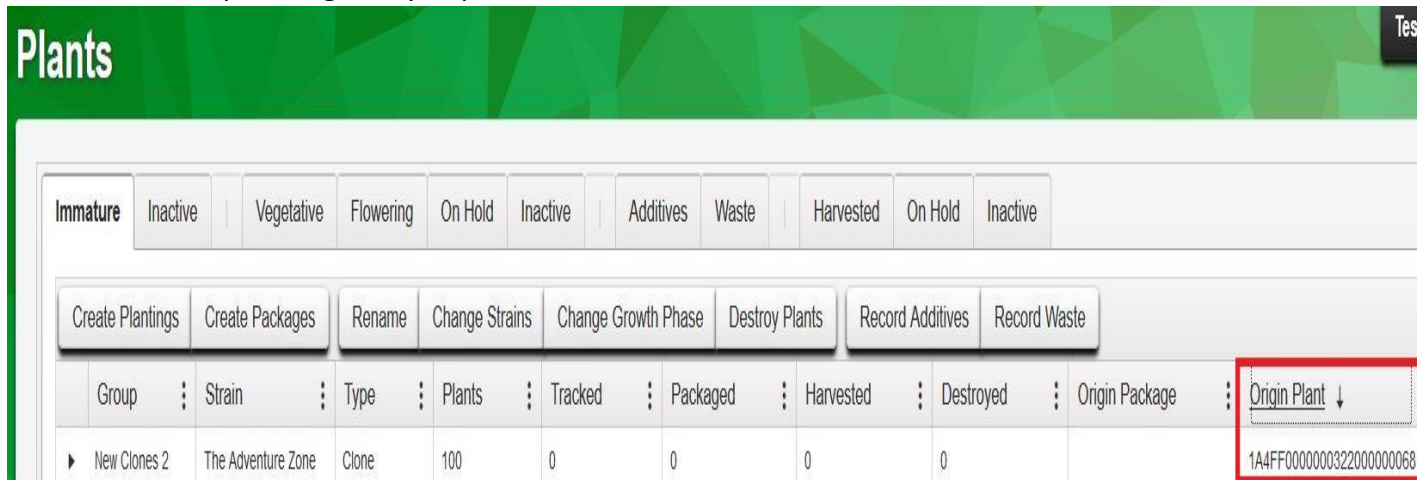 Plants
Immature Inactive Vegetative Flowering On Hold Inactive Additives Waste Harvested On Hold Inactive
Create Plantings Create Packages Rename Change Strains Change Growth Phase Destroy Plants Record Additives Record Waste
Group Strain Type Plants Tracked Packaged Harvested Destroyed Origin Package Origin Plant ↓
New Clones 2 The Adventure Zone Clone 100 0 0 0 0 1A4FF0000000322000000068